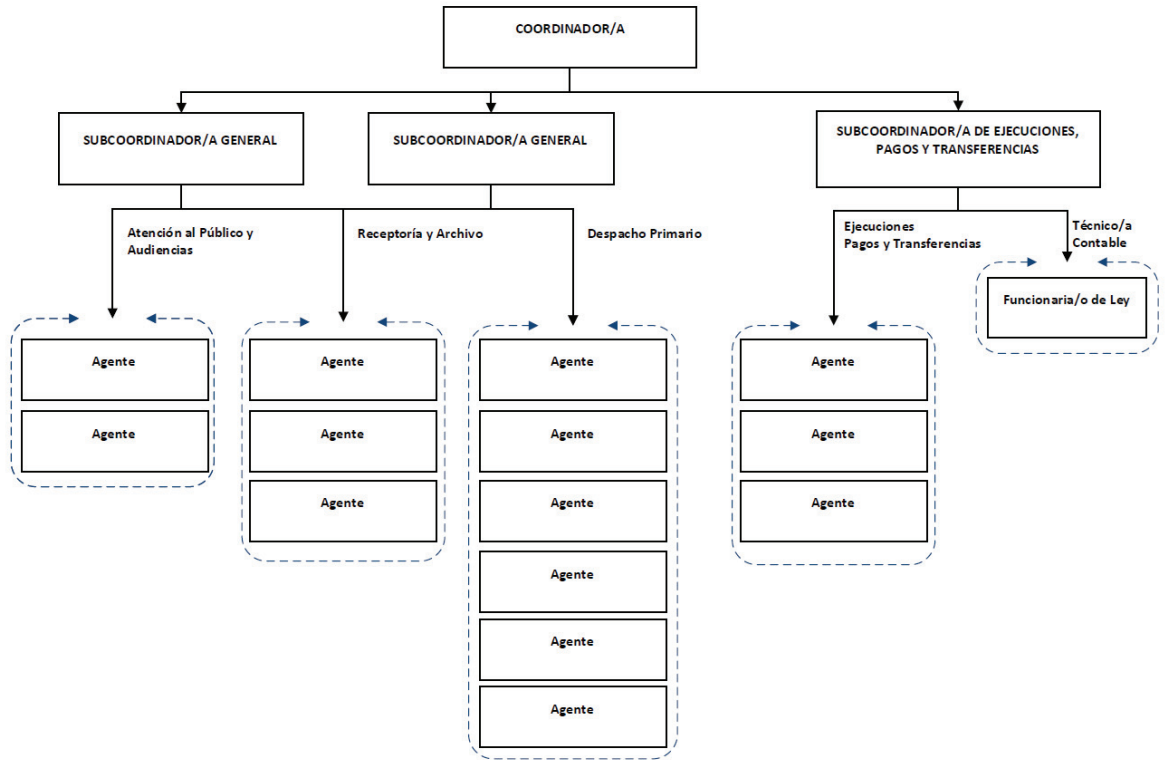 COORDINADOR/A
SUBCOORDINADOR/A GENERAL
SUBCOORDINADOR/A GENERAL
SUBCOORDINADOR/A DE EJECUCIONES,
PAGOS Y TRANSFERENCIAS
Atención al Público y
Audiencias
Receptoría y Archivo
Despacho Primario
Ejecuciones
Pagos y Transferencias
Técnico/a
Contable
Funcionaria/o de Ley
Agente
Agente
Agente
Agente
Agente
Agente
Agente
Agente
Agente
Agente
Agente
Agente
Agente
Agente